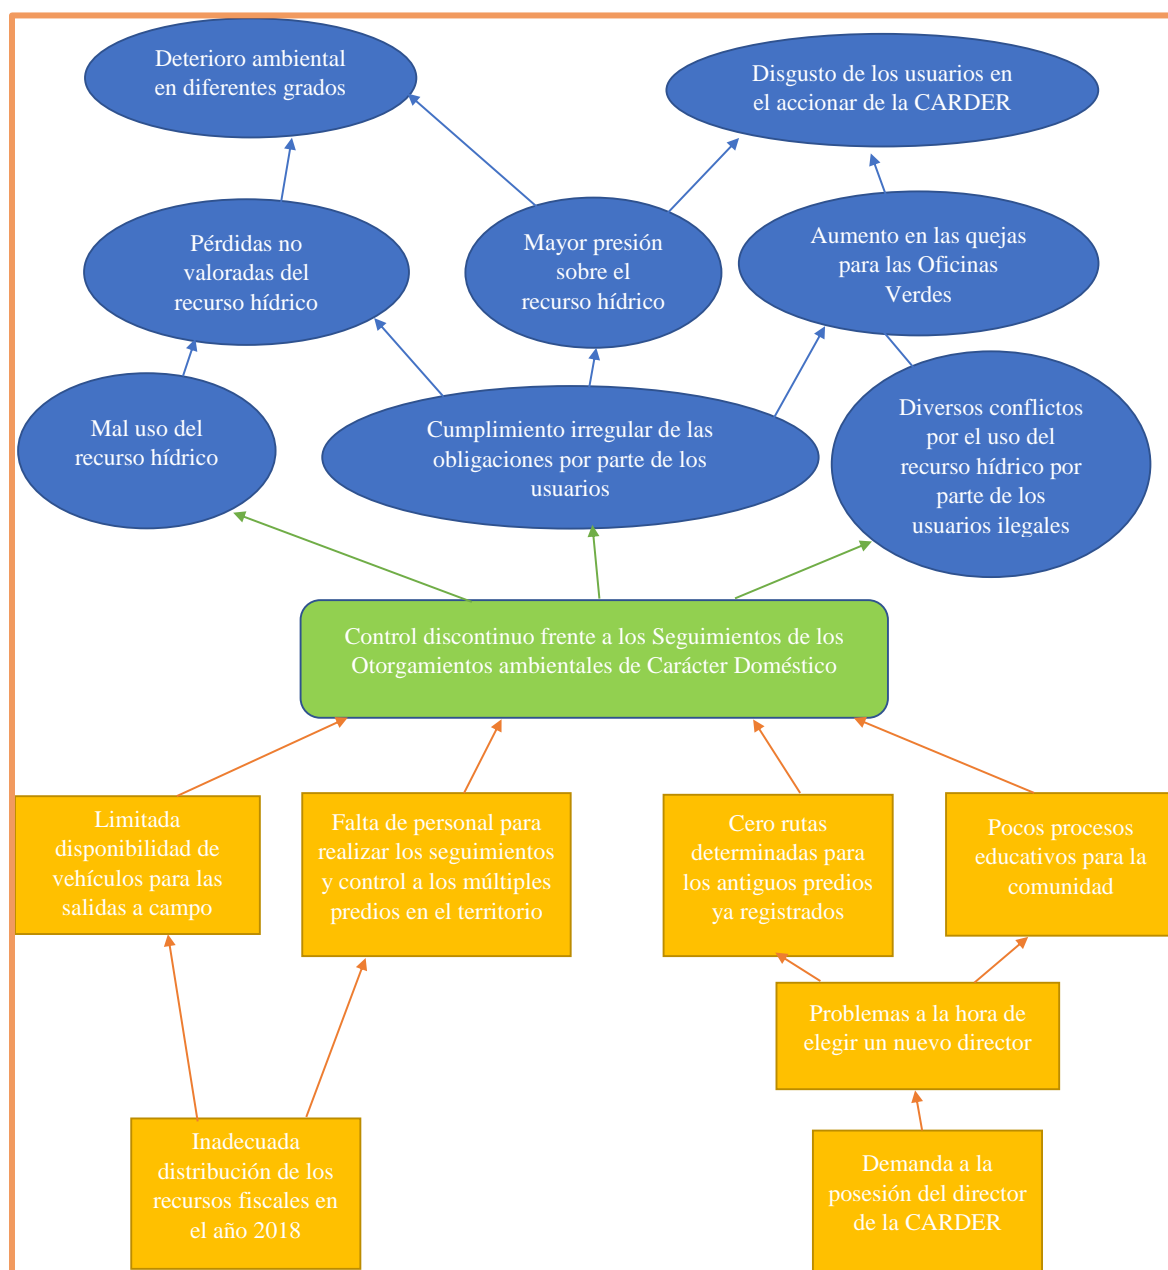 Deterioro ambiental
en diferentes grados
Disgusto de los usuarios en
el accionar de la CARDER
Pérdidas no
valoradas del
recurso hídrico
Mayor presión
sobre el
recurso hídrico
Aumento en las quejas
para las Oficinas
Verdes
Mal uso del
recurso hídrico
Cumplimiento irregular de las
obligaciones por parte de los
usuarios
Diversos conflictos
por el uso del
recurso hídrico por
parte de los
usuarios ilegales
Control discontinuo frente a los Seguimientos de los
Otorgamientos ambientales de Carácter Doméstico
Limitada
disponibilidad de
vehículos para las
salidas a campo
Falta de personal para
realizar los seguimientos
y control a los múltiples
predios en el territorio
Cero rutas
determinadas para
los antiguos predios
ya registrados
Pocos procesos
educativos para la
comunidad
Problemas a la hora de
elegir un nuevo director
Inadecuada
distribución de los
recursos fiscales en
el año 2018
Demanda a la
posesión del director
de la CARDER